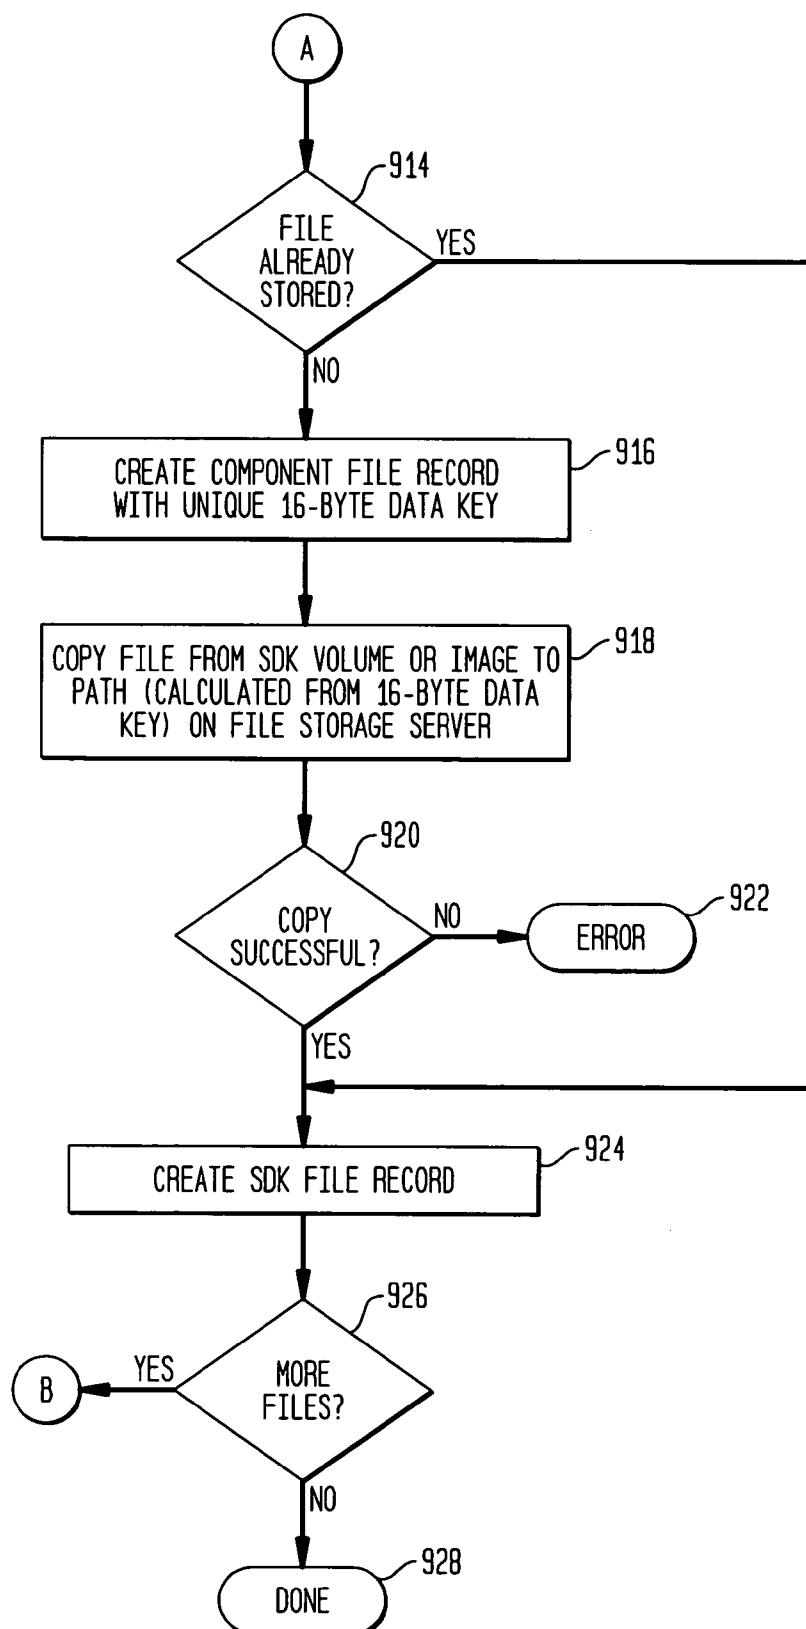 A
914
FILE
ALREADY
STORED?
YES
NO
916
CREATE COMPONENT FILE RECORD
WITH UNIQUE 16-BYTE DATA KEY
918
COPY FILE FROM SDK VOLUME OR IMAGE TO
PATH (CALCULATED FROM 16-BYTE DATA
KEY) ON FILE STORAGE SERVER
920
COPY
SUCCESSFUL?
NO
922
ERROR
YES
924
CREATE SDK FILE RECORD
926
MORE
FILES?
YES
B
NO
928
DONE